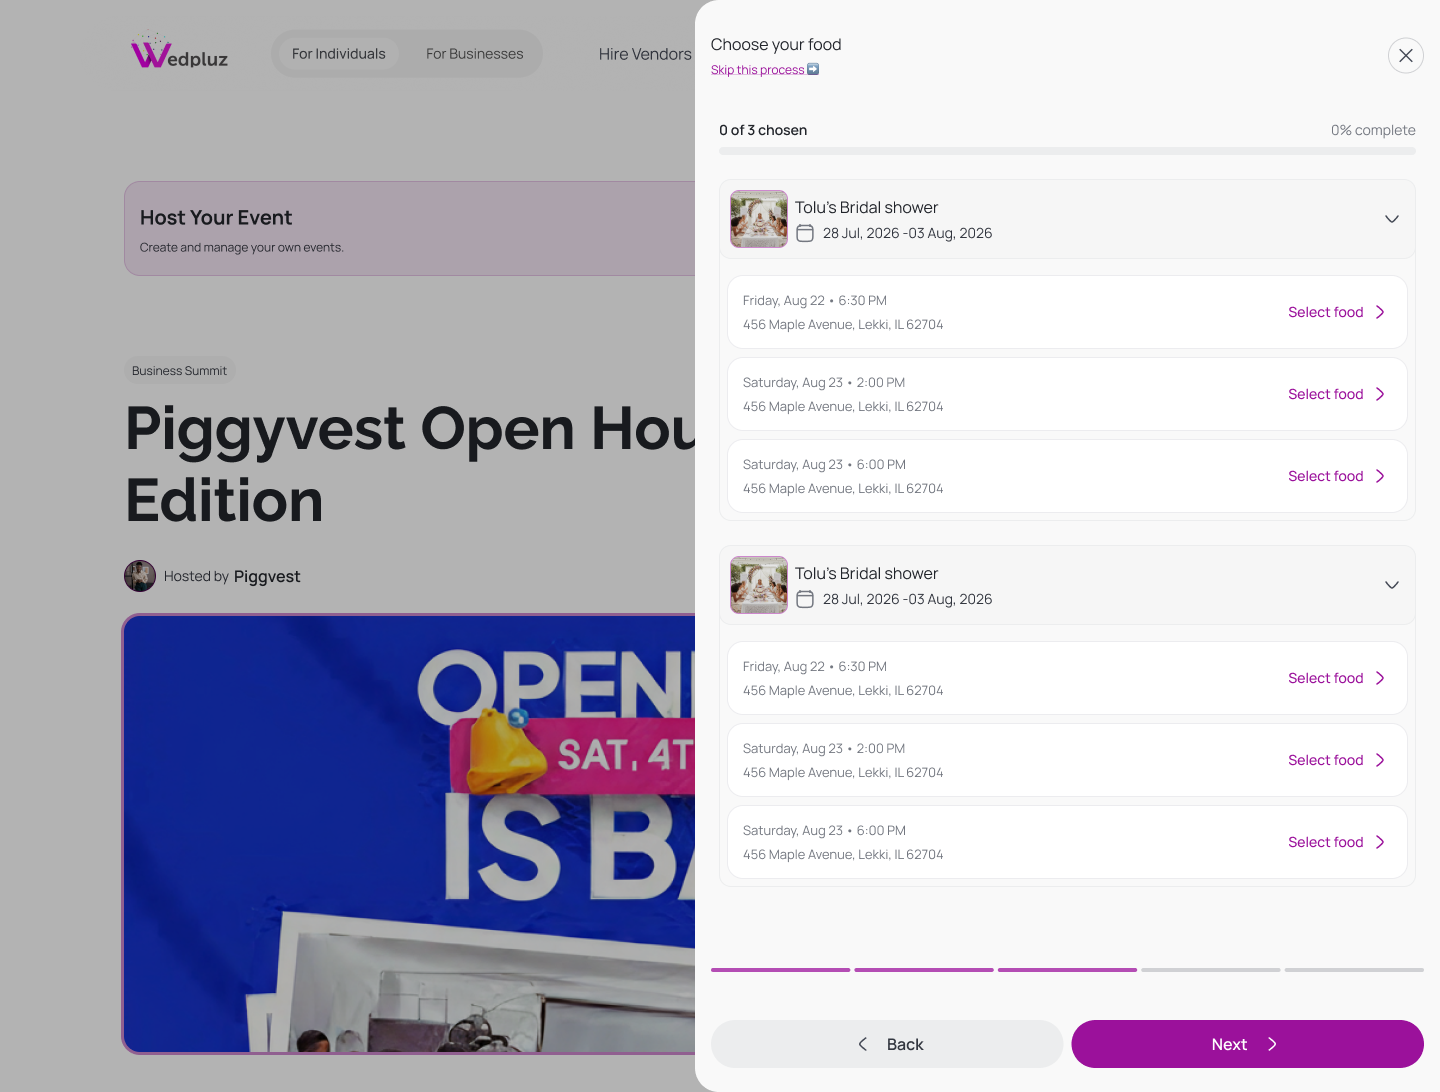 Wedpluz
For Individuals
For Businesses
Hire Vendors
Host Your Event
Create and manage your own events.
Business Summit
Piggyvest Open Hou
Edition
Hosted by Piggvest
OPEN
SAT, 4T
IS BA
Choose your food
Skip this process ➡️
0 of 3 chosen
0% complete
Tolu's Bridal shower
28 Jul, 2026 -03 Aug, 2026
Friday, Aug 22 • 6:30 PM
456 Maple Avenue, Lekki, IL 62704
Select food
Saturday, Aug 23 • 2:00 PM
456 Maple Avenue, Lekki, IL 62704
Select food
Saturday, Aug 23 • 6:00 PM
456 Maple Avenue, Lekki, IL 62704
Select food
Tolu's Bridal shower
28 Jul, 2026 -03 Aug, 2026
Friday, Aug 22 • 6:30 PM
456 Maple Avenue, Lekki, IL 62704
Select food
Saturday, Aug 23 • 2:00 PM
456 Maple Avenue, Lekki, IL 62704
Select food
Saturday, Aug 23 • 6:00 PM
456 Maple Avenue, Lekki, IL 62704
Select food
Back
Next